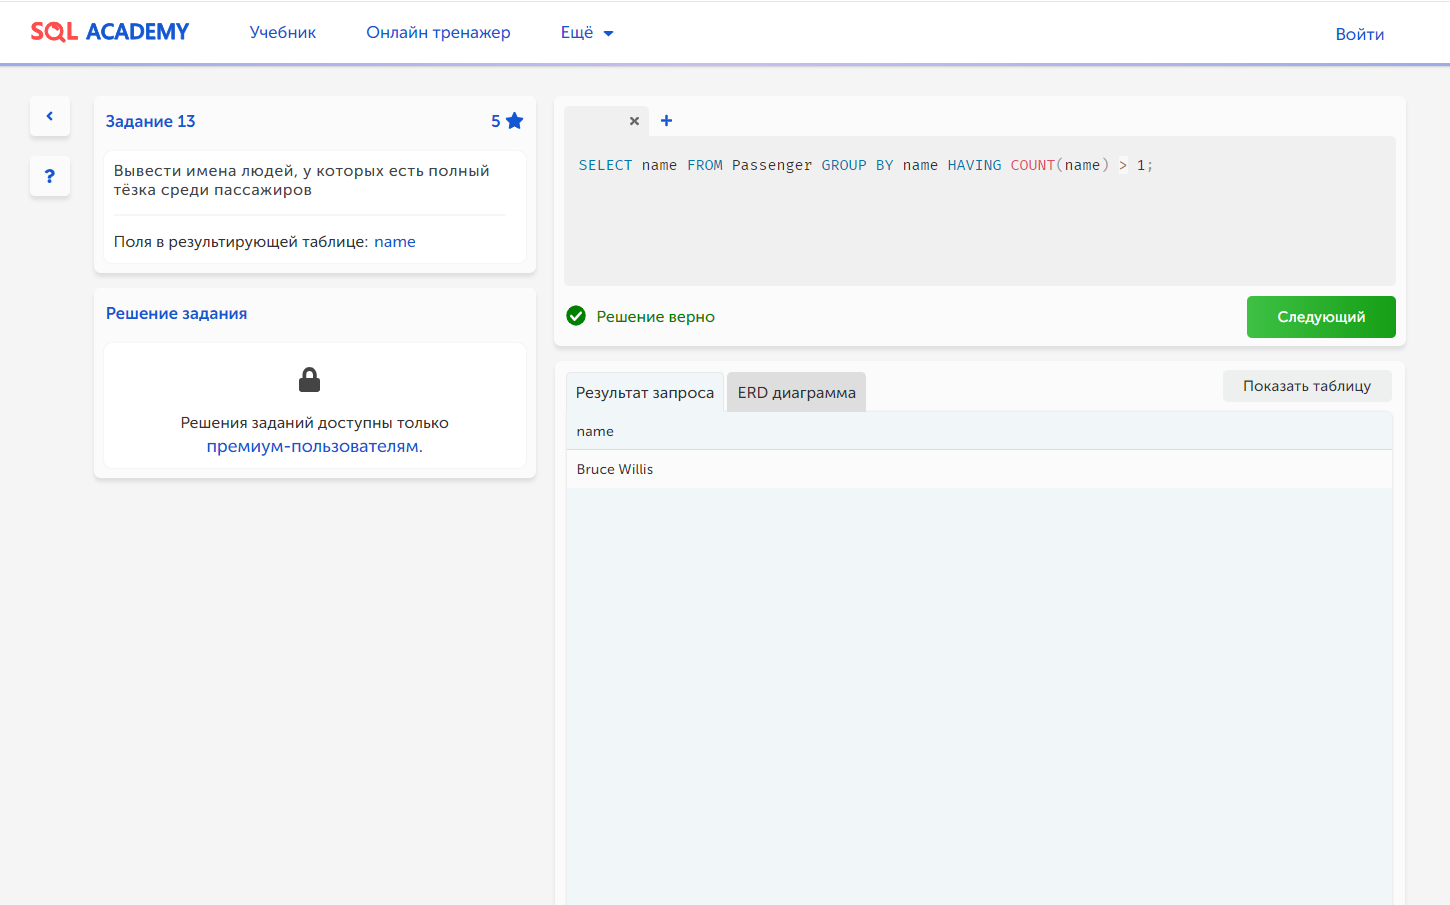 SQL ACADEMY
Учебник
Онлайн тренажер
Ещё
Войти
Задание 13
5
Вывести имена людей, у которых есть полный
тёзка среди пассажиров
Поля в результирующей таблице: name
?
Решение задания
Решения заданий доступны только
премиум-пользователям.
SELECT name FROM Passenger GROUP BY name HAVING COUNT(name) > 1;
Решение верно
Следующий
Результат запроса
ERD диаграмма
Показать таблицу
name
Bruce Willis